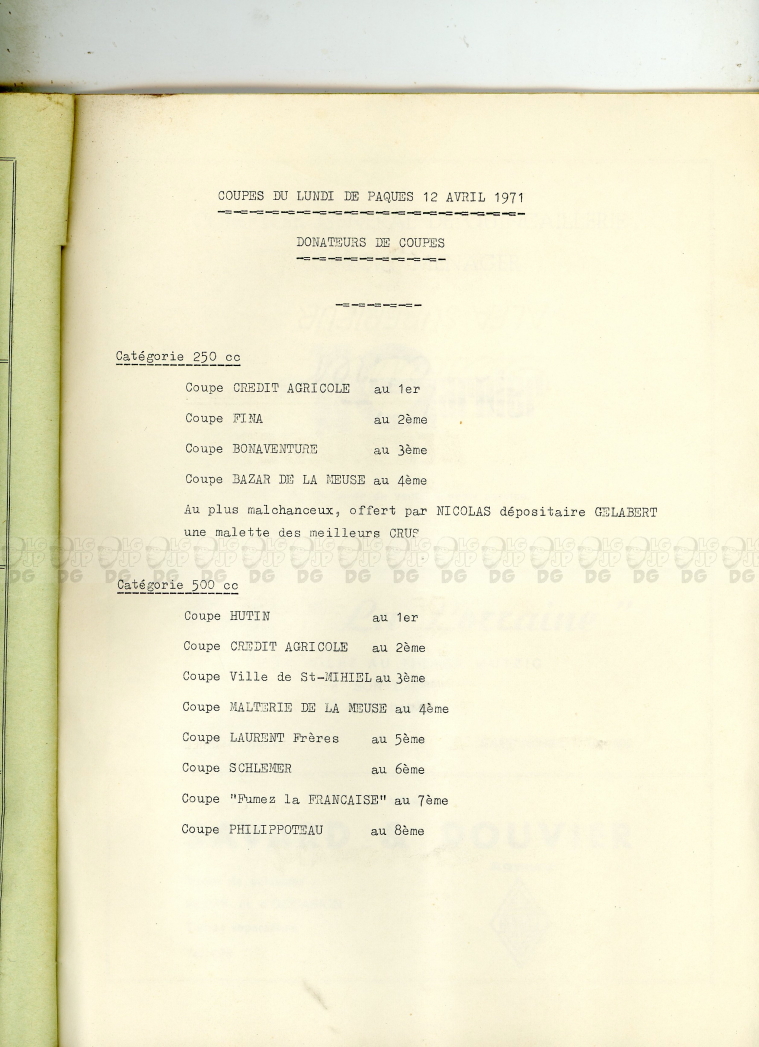 COUPES DU LUNDI DE PAQUES 12 AVRIL 1971
-=-=-=-=-=-=-=-=-=-=-=-=-=-=-=-=-=-=-=-
DONATEURS DE COUPES
-=-=-=-=-=-=-=-=-=-
-=-=-=-=-=-
Catégorie 250 cc
Coupe CREDIT AGRICOLE au 1er
Coupe FINA au 2ème
Coupe BONAVENTURE au 3ème
Coupe BAZAR DE LA MEUSE au 4ème
Au plus malchanceux, offert par NICOLAS dépositaire GELABERT
une malette des meilleurs CRUS
Catégorie 500 cc
Coupe HUTIN au 1er
Coupe CREDIT AGRICOLE au 2ème
Coupe Ville de St-MIHIEL au 3ème
Coupe MALTERIE DE LA MEUSE au 4ème
Coupe LAURENT Frères au 5ème
Coupe SCHLEMER au 6ème
Coupe "Fumez la FRANCAISE" au 7ème
Coupe PHILIPPOTEAU au 8ème